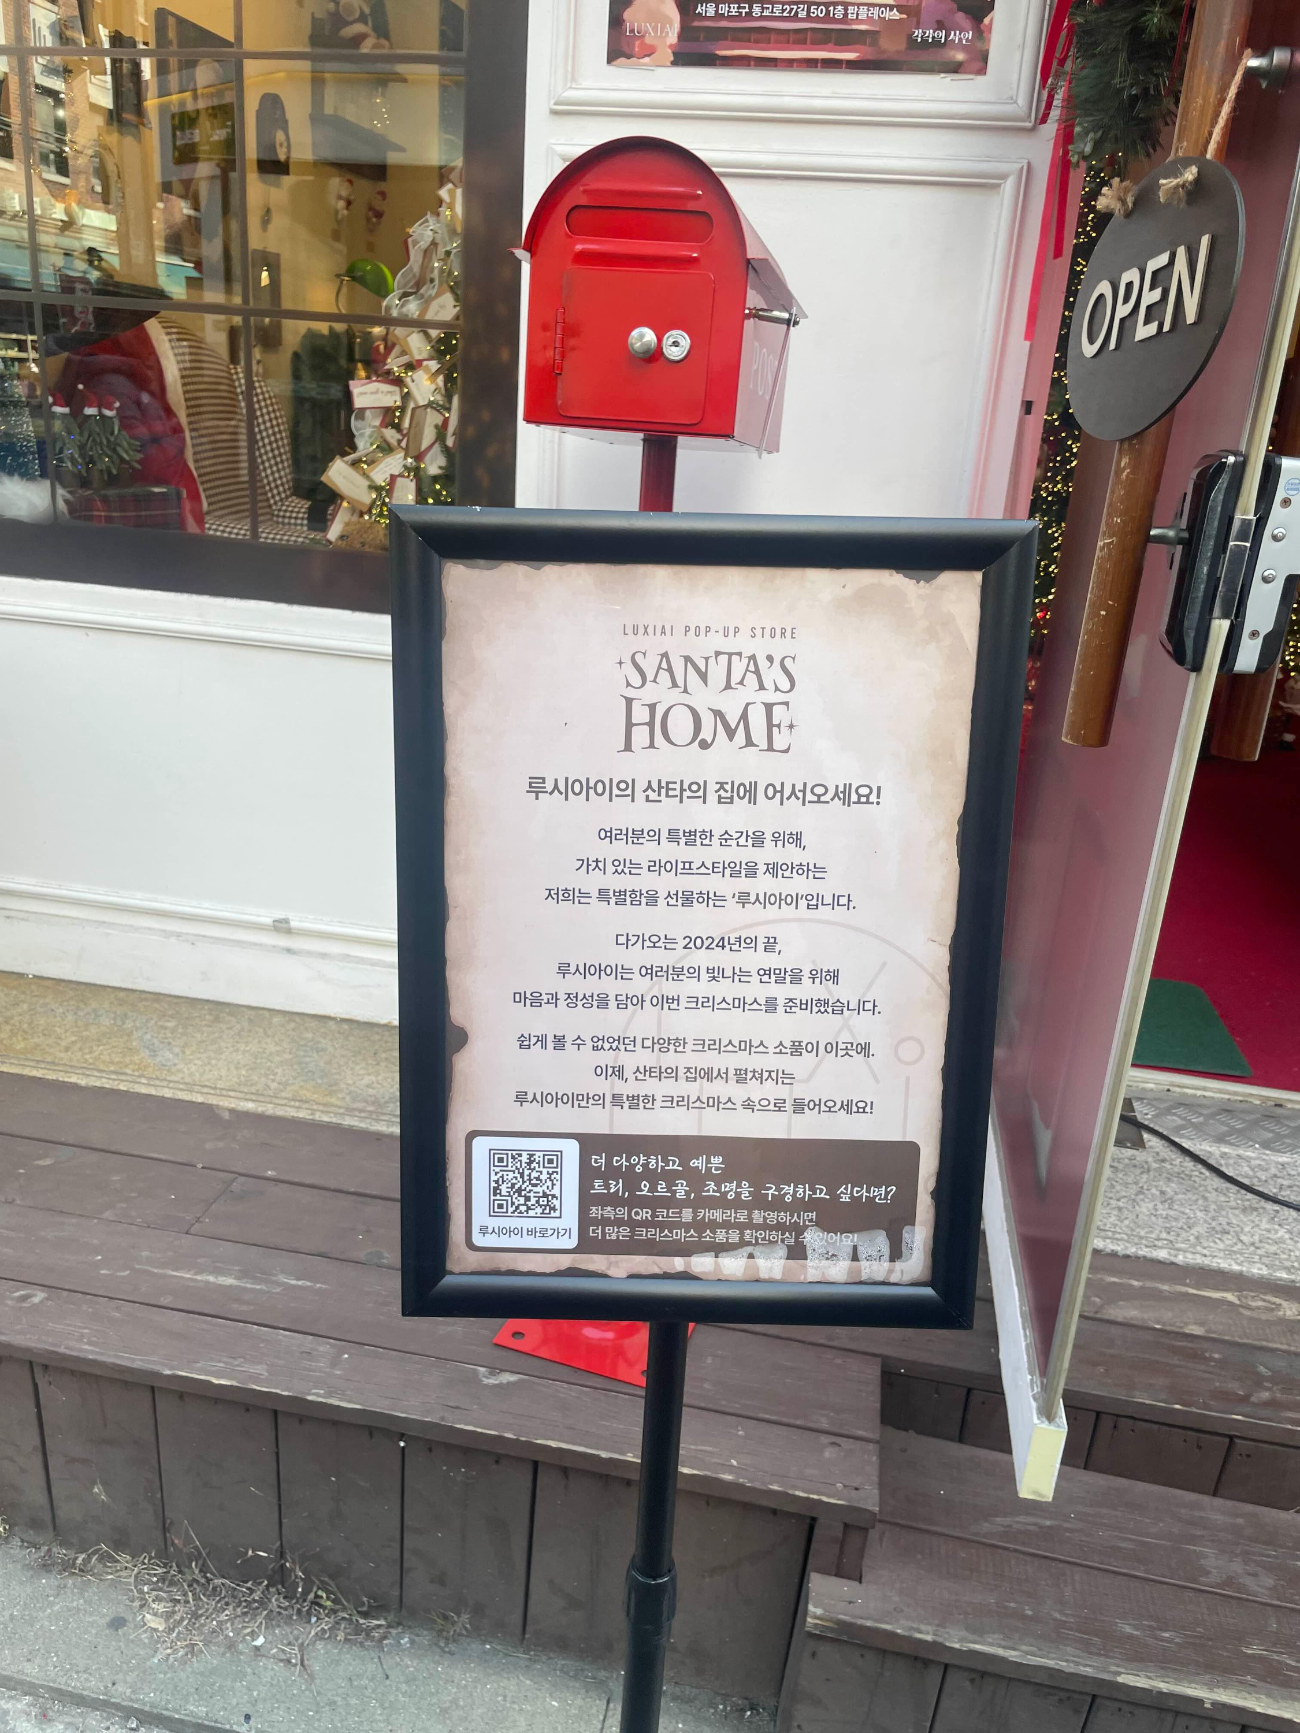 서울 마포구 동교로27길 50 1층 팝플레이스
LUXIAI
각각의 사인
POST
OPEN
LUXIAI POP-UP STORE
SANTA'S
HOME
루시아이의 산타의 집에 어서오세요!
여러분의 특별한 순간을 위해,
가치 있는 라이프스타일을 제안하는
저희는 특별함을 선물하는 '루시아이'입니다.
다가오는 2024년의 끝,
루시아이는 여러분의 빛나는 연말을 위해
마음과 정성을 담아 이번 크리스마스를 준비했습니다.
쉽게 볼 수 없었던 다양한 크리스마스 소품이 이곳에.
이제, 산타의 집에서 펼쳐지는
루시아이만의 특별한 크리스마스 속으로 들어오세요!
더 다양하고 예쁜
트리, 오르골, 조명을 구경하고 싶다면?
좌측의 QR 코드를 카메라로 촬영하시면
더 많은 크리스마스 소품을 확인하실 수 있어요!
루시아이 바로가기